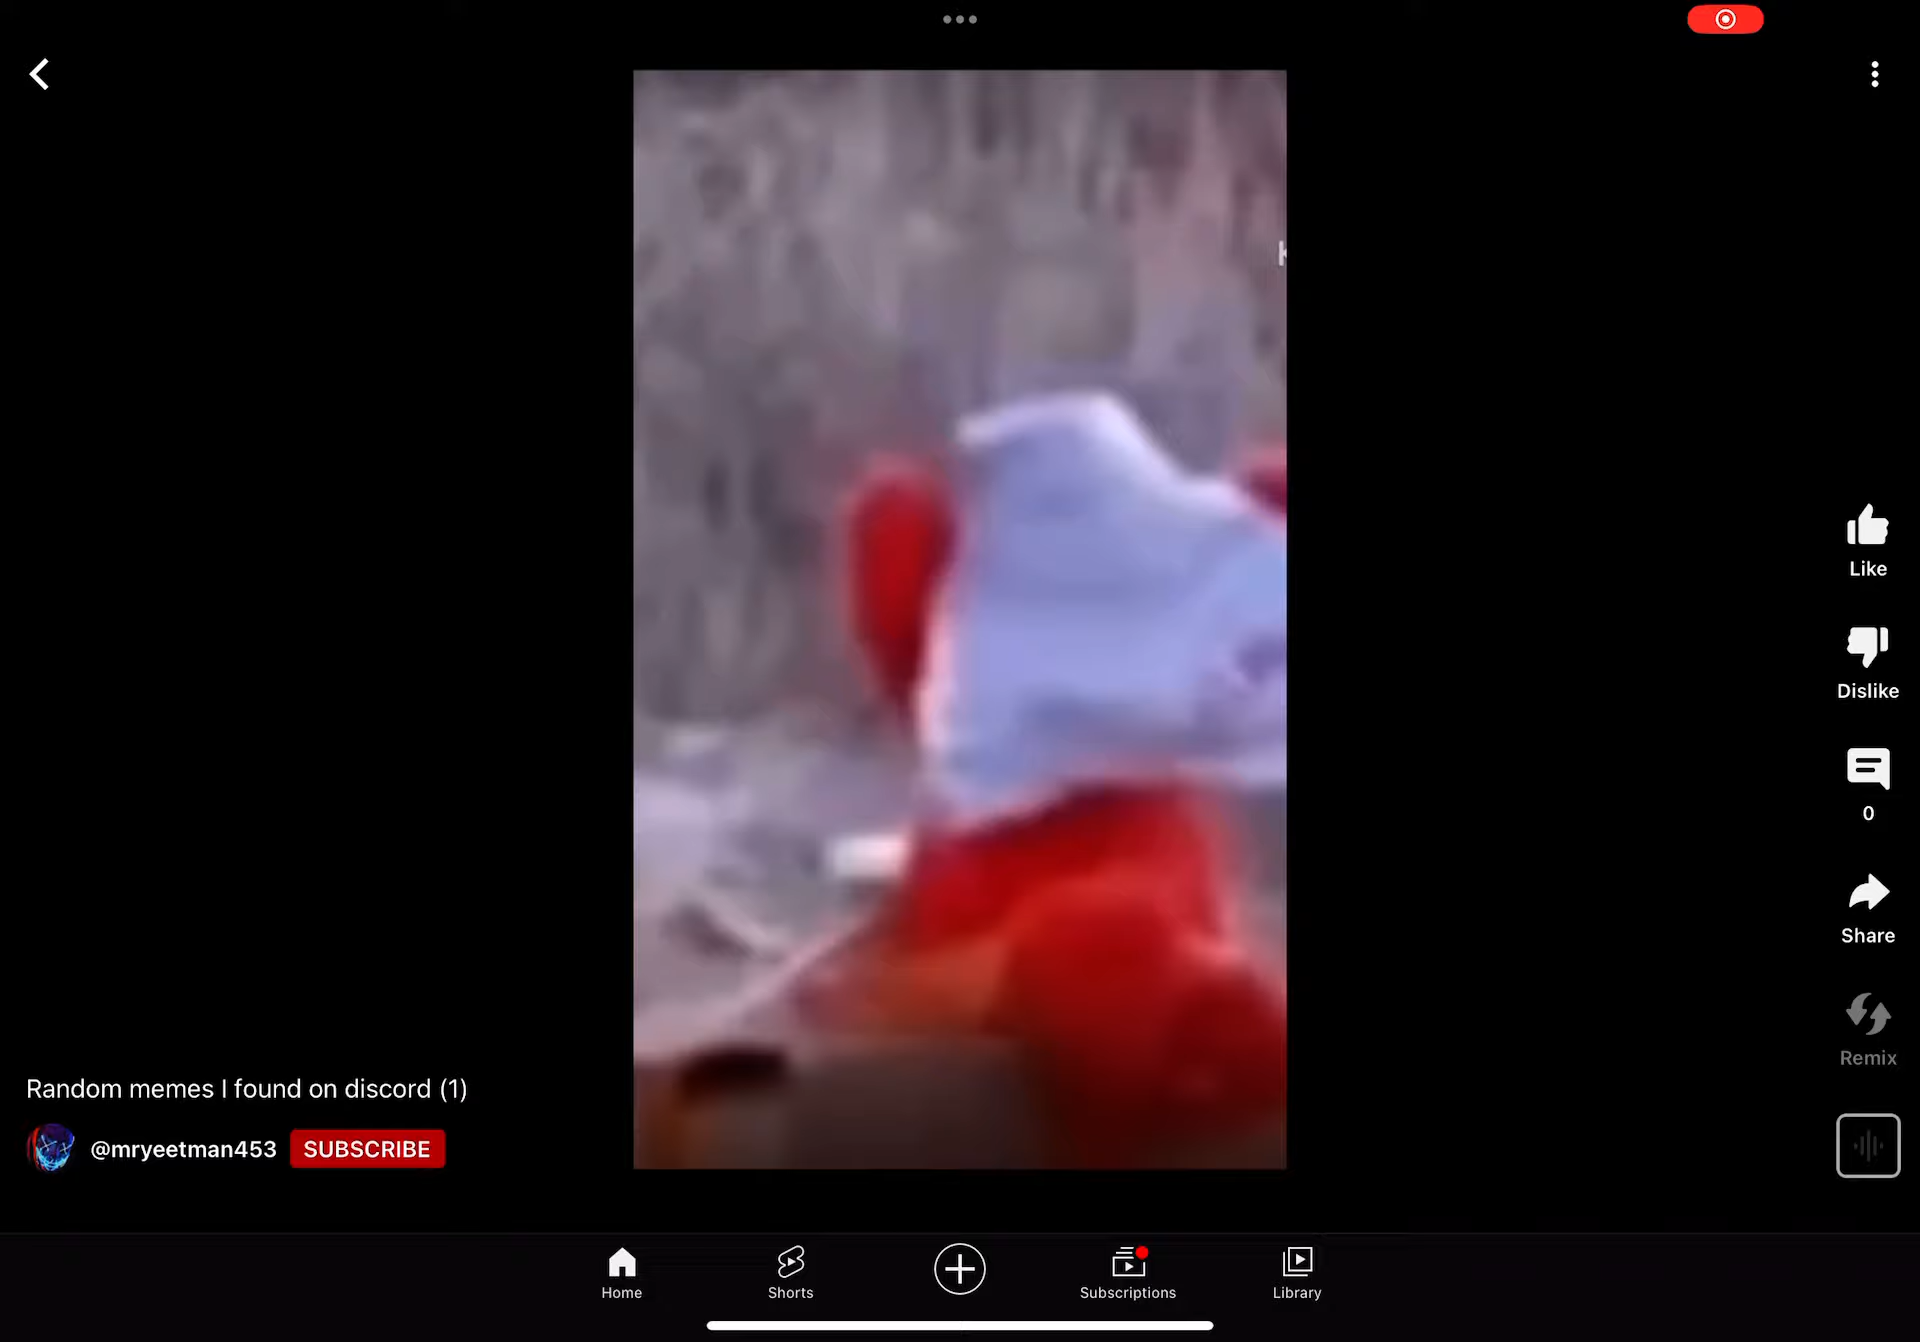 Like
Dislike
0
Share
Remix
Random memes I found on discord (1)
@mryeetman453 SUBSCRIBE
Home Shorts Subscriptions Library